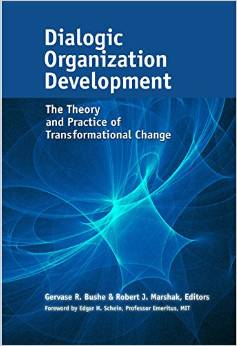 Dialogic
Organization
Development
The Theory
and Practice of
Transformational Change
Gervase R. Bushe & Robert J. Marshak, Editors
Foreword by Edgar H. Schein, Professor Emeritus, MIT